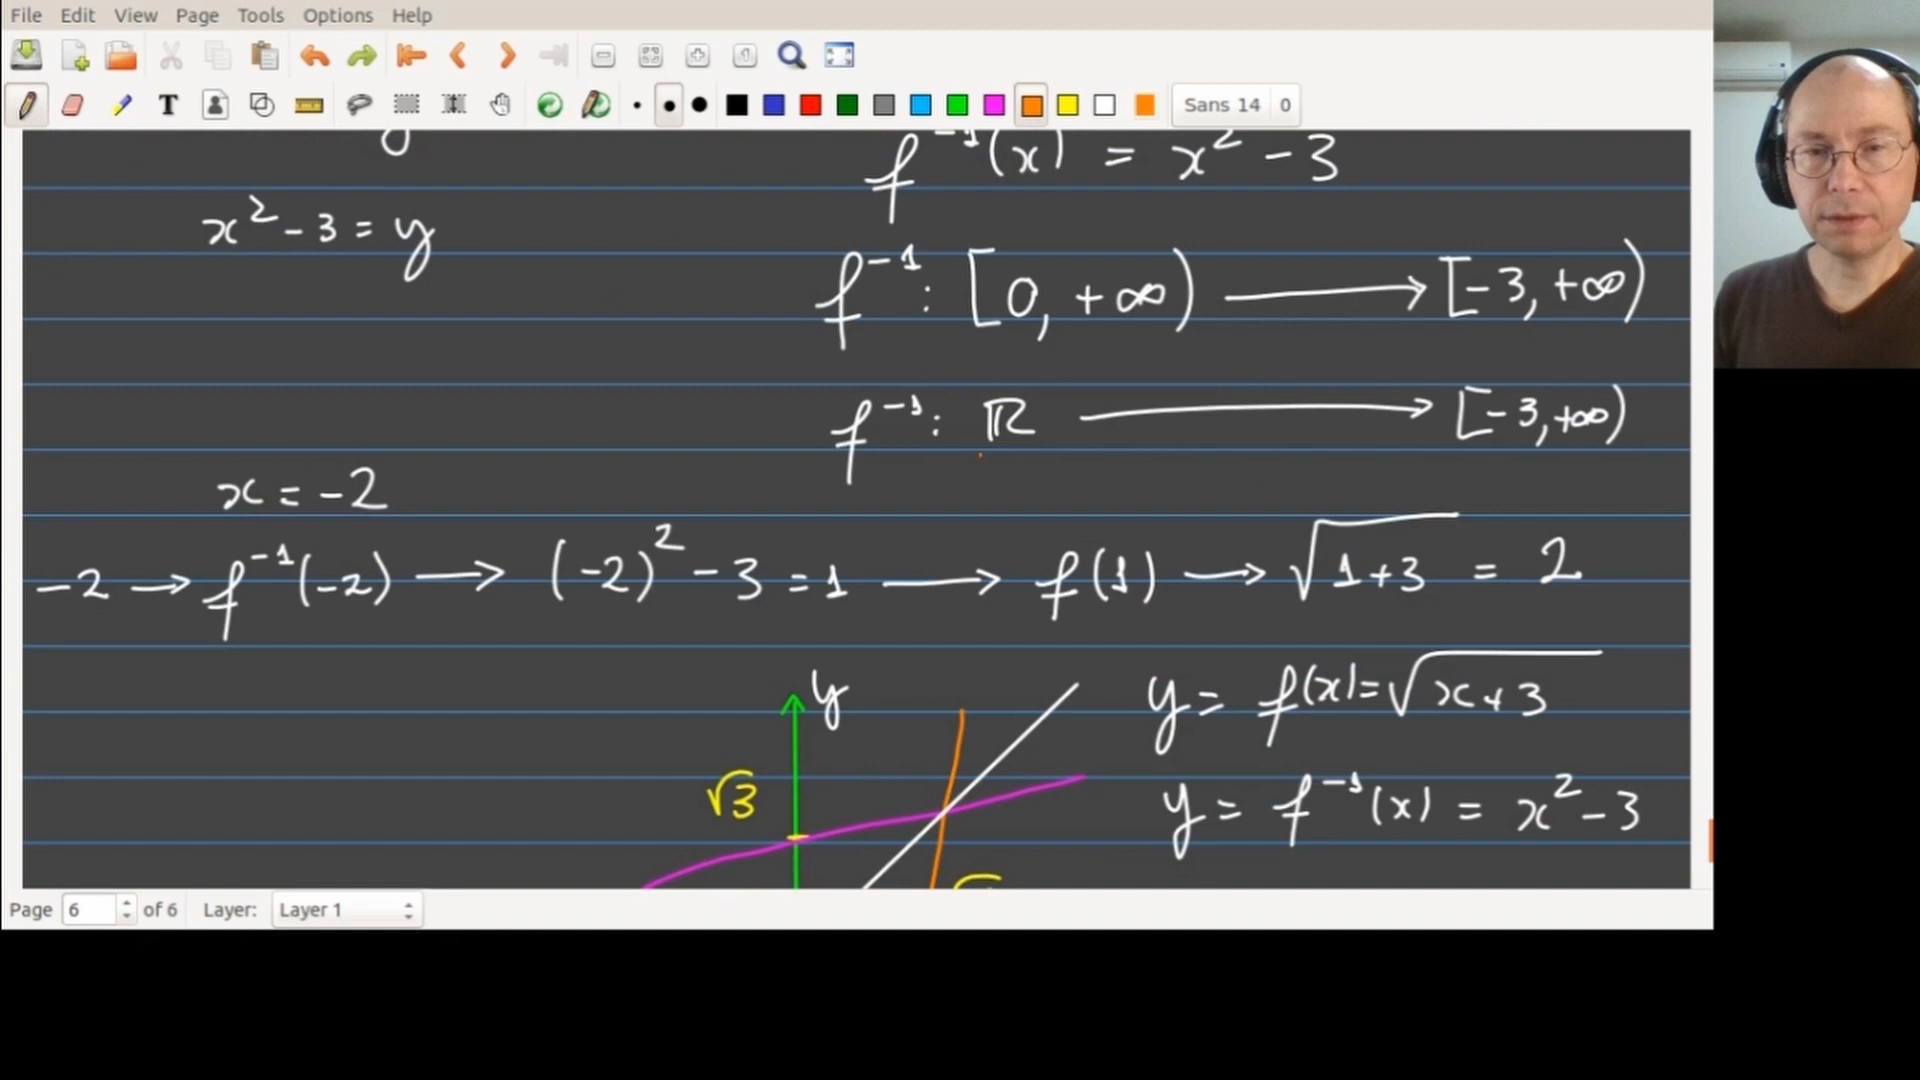 File Edit View Page Tools Options Help
Sans 14 0
f⁻¹(x) = x² - 3
x² - 3 = y
f⁻¹: [0, +∞) ⟶ [-3, +∞)
f⁻¹: ℝ ⟶ [-3, +∞)
x = -2
-2 → f⁻¹(-2) ⟶ (-2)² - 3 = 1 ⟶ f(1) ⟶ √(1+3) = 2
y
y = f(x) = √(x+3)
√3
y = f⁻¹(x) = x² - 3
Page 6 of 6 Layer: Layer 1